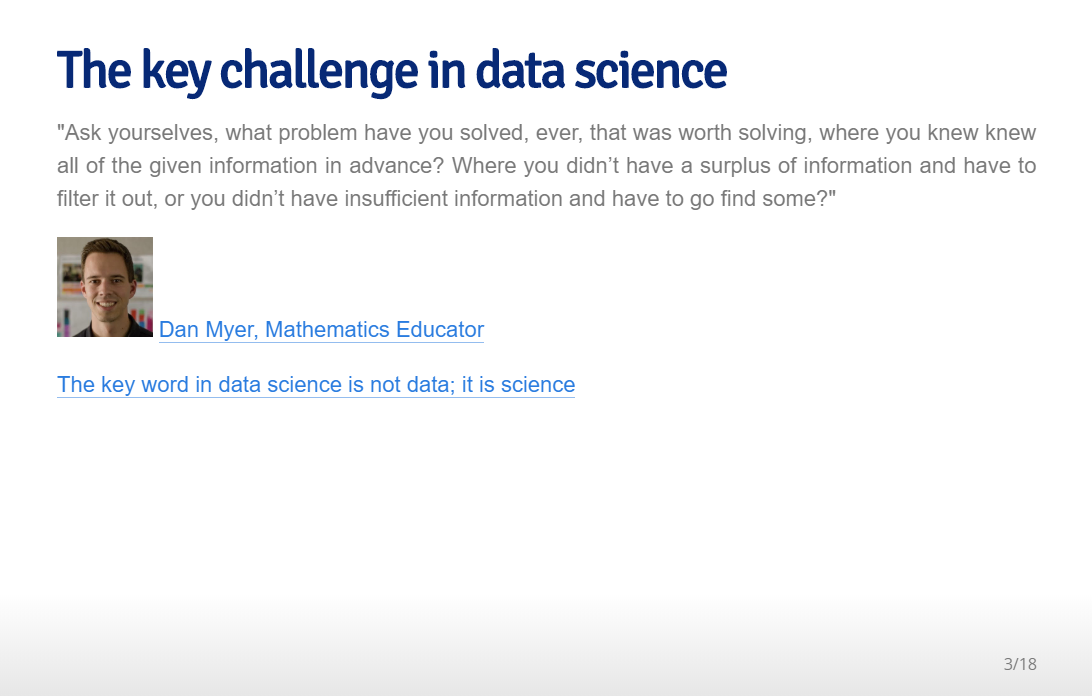 The key challenge in data science
"Ask yourselves, what problem have you solved, ever, that was worth solving, where you knew knew
all of the given information in advance? Where you didn’t have a surplus of information and have to
filter it out, or you didn’t have insufficient information and have to go find some?"
Dan Myer, Mathematics Educator
The key word in data science is not data; it is science
3/18